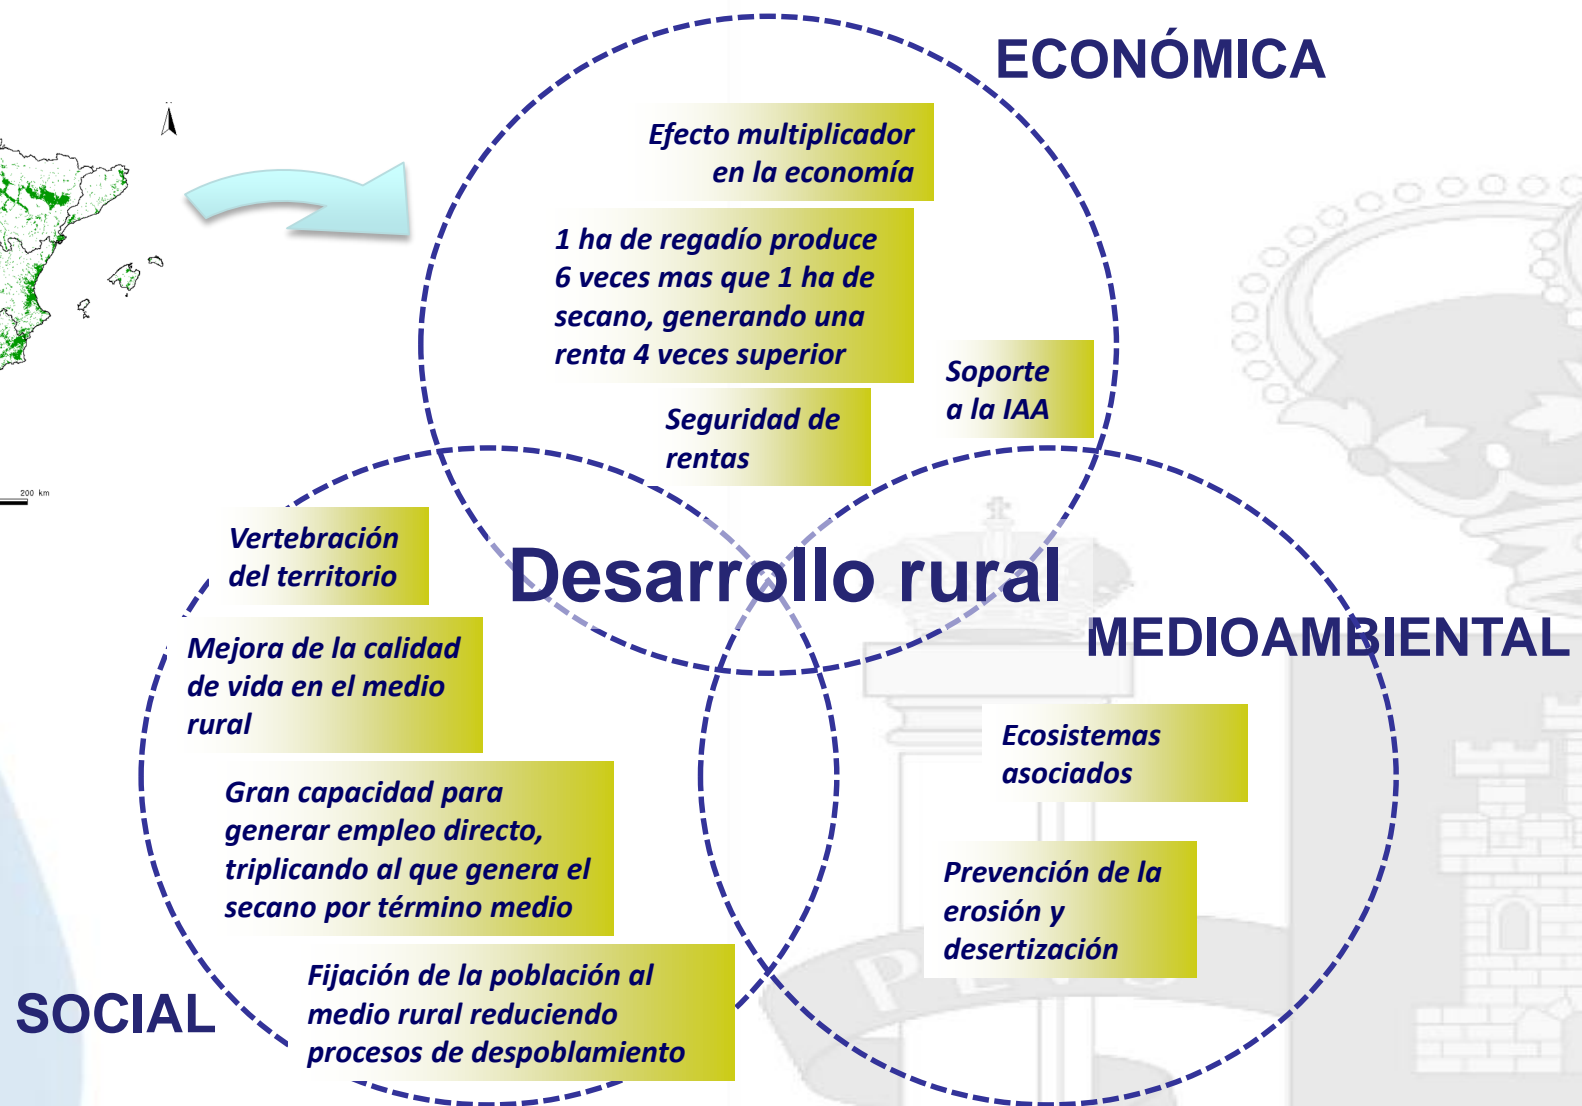 ECONÓMICA
Efecto multiplicador
en la economía
1 ha de regadío produce
6 veces mas que 1 ha de
secano, generando una
renta 4 veces superior
Soporte
a la IAA
Seguridad de
rentas
200 km
Vertebración
del territorio
Desarrollo rural
MEDIOAMBIENTAL
Mejora de la calidad
de vida en el medio
rural
Ecosistemas
asociados
Gran capacidad para
generar empleo directo,
triplicando al que genera el
secano por término medio
Prevención de la
erosión y
desertización
Fijación de la población al
medio rural reduciendo
procesos de despoblamiento
SOCIAL